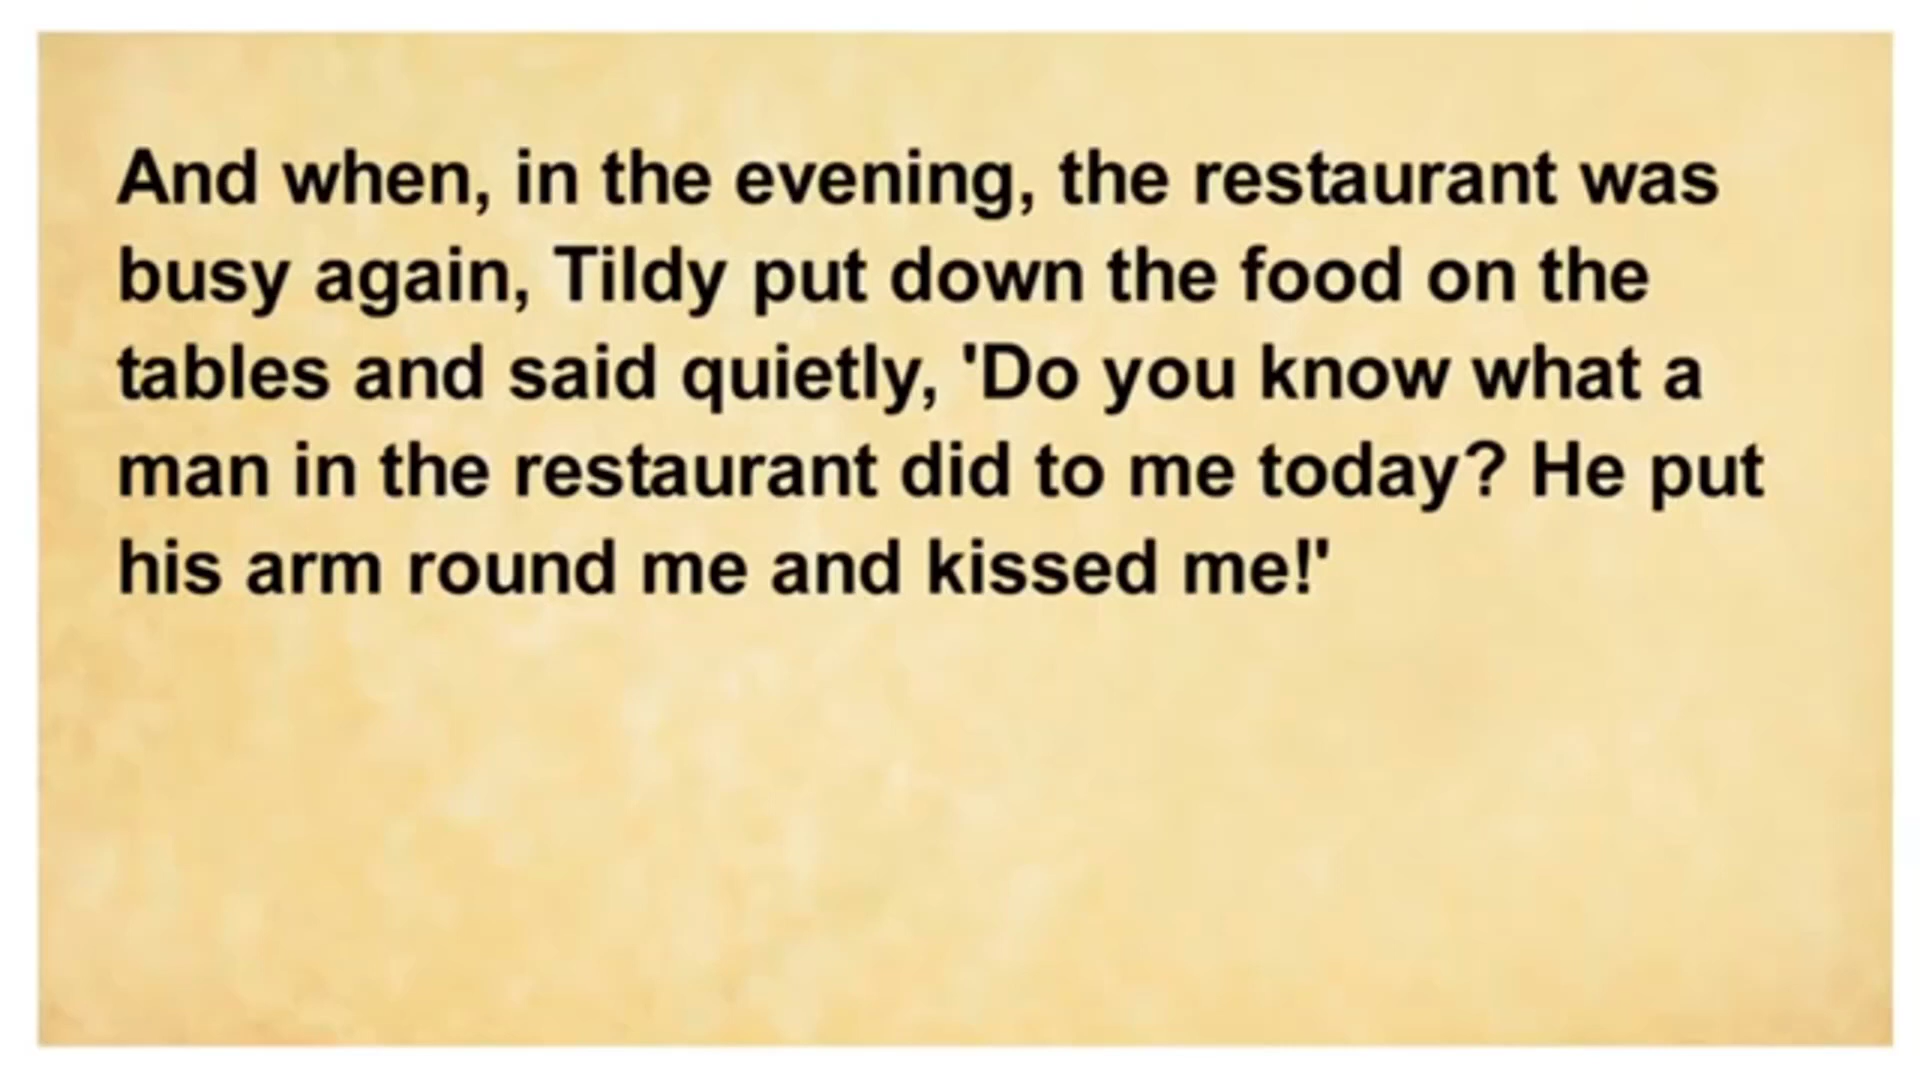 And when, in the evening, the restaurant was
busy again, Tildy put down the food on the
tables and said quietly, 'Do you know what a
man in the restaurant did to me today? He put
his arm round me and kissed me!'